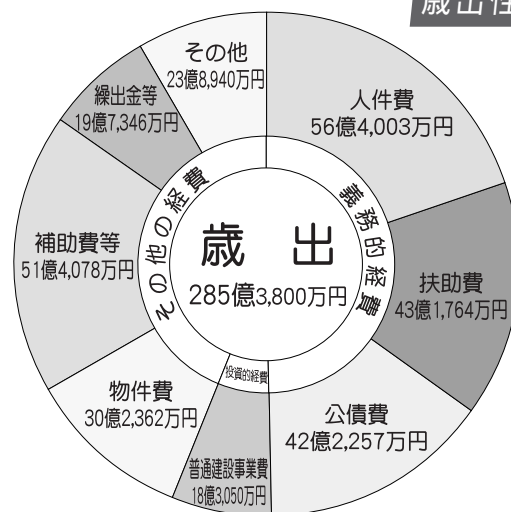 歳出性
その他
23億8,940万円
繰出金等
19億7,346万円
人件費
56億4,003万円
その他の経費
義務的経費
補助費等
51億4,078万円
歳 出
285億3,800万円
扶助費
43億1,764万円
投資的経費
物件費
30億2,362万円
公債費
42億2,257万円
普通建設事業費
18億3,050万円